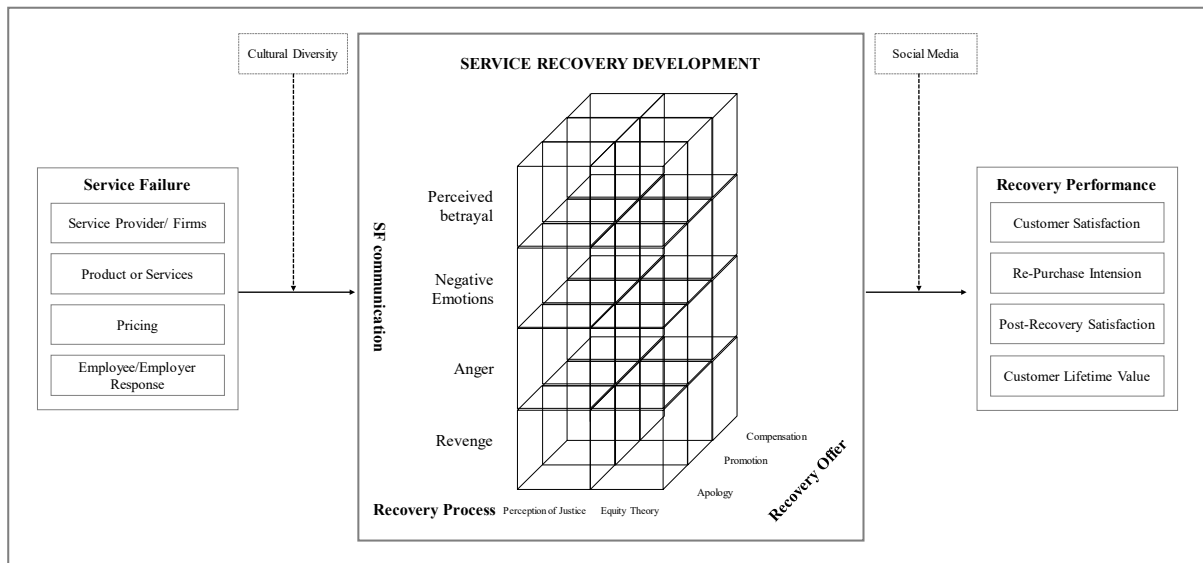 Cultural Diversity
Social Media
SERVICE RECOVERY DEVELOPMENT
Service Failure
Service Provider/ Firms
Product or Services
Pricing
Employee/Employer
Response
SF communication
Perceived
betrayal
Negative
Emotions
Anger
Revenge
Recovery Process
Perception of Justice
Equity Theory
Apology
Promotion
Compensation
Recovery Offer
Recovery Performance
Customer Satisfaction
Re-Purchase Intension
Post-Recovery Satisfaction
Customer Lifetime Value